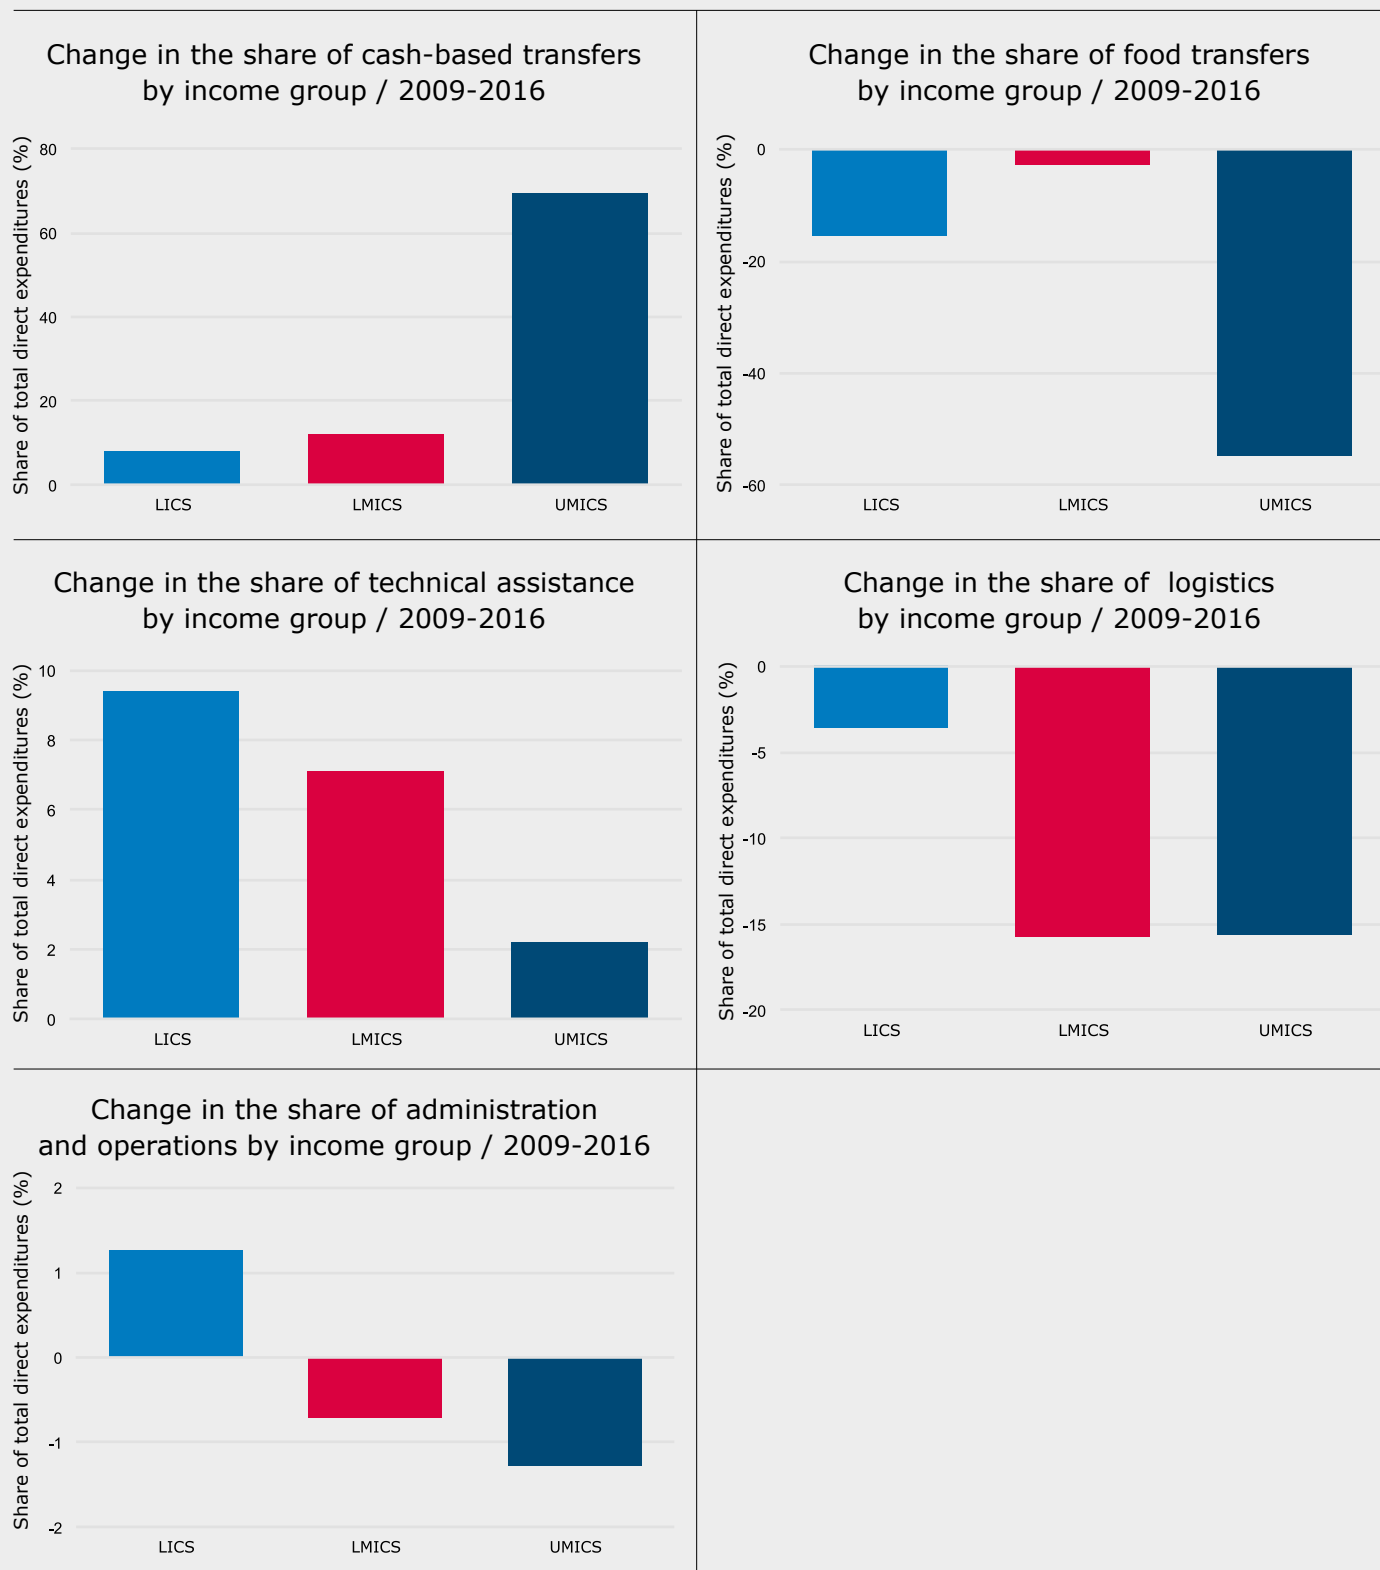 Change in the share of cash-based transfers
by income group / 2009-2016
Share of total direct expenditures (%)
80
60
40
20
0
LICS
LMICS
UMICS
Change in the share of food transfers
by income group / 2009-2016
Share of total direct expenditures (%)
0
-20
-40
-60
LICS
LMICS
UMICS
Change in the share of technical assistance
by income group / 2009-2016
Share of total direct expenditures (%)
10
8
6
4
2
0
LICS
LMICS
UMICS
Change in the share of  logistics
by income group / 2009-2016
Share of total direct expenditures (%)
0
-5
-10
-15
-20
LICS
LMICS
UMICS
Change in the share of administration
and operations by income group / 2009-2016
Share of total direct expenditures (%)
2
1
0
-1
-2
LICS
LMICS
UMICS